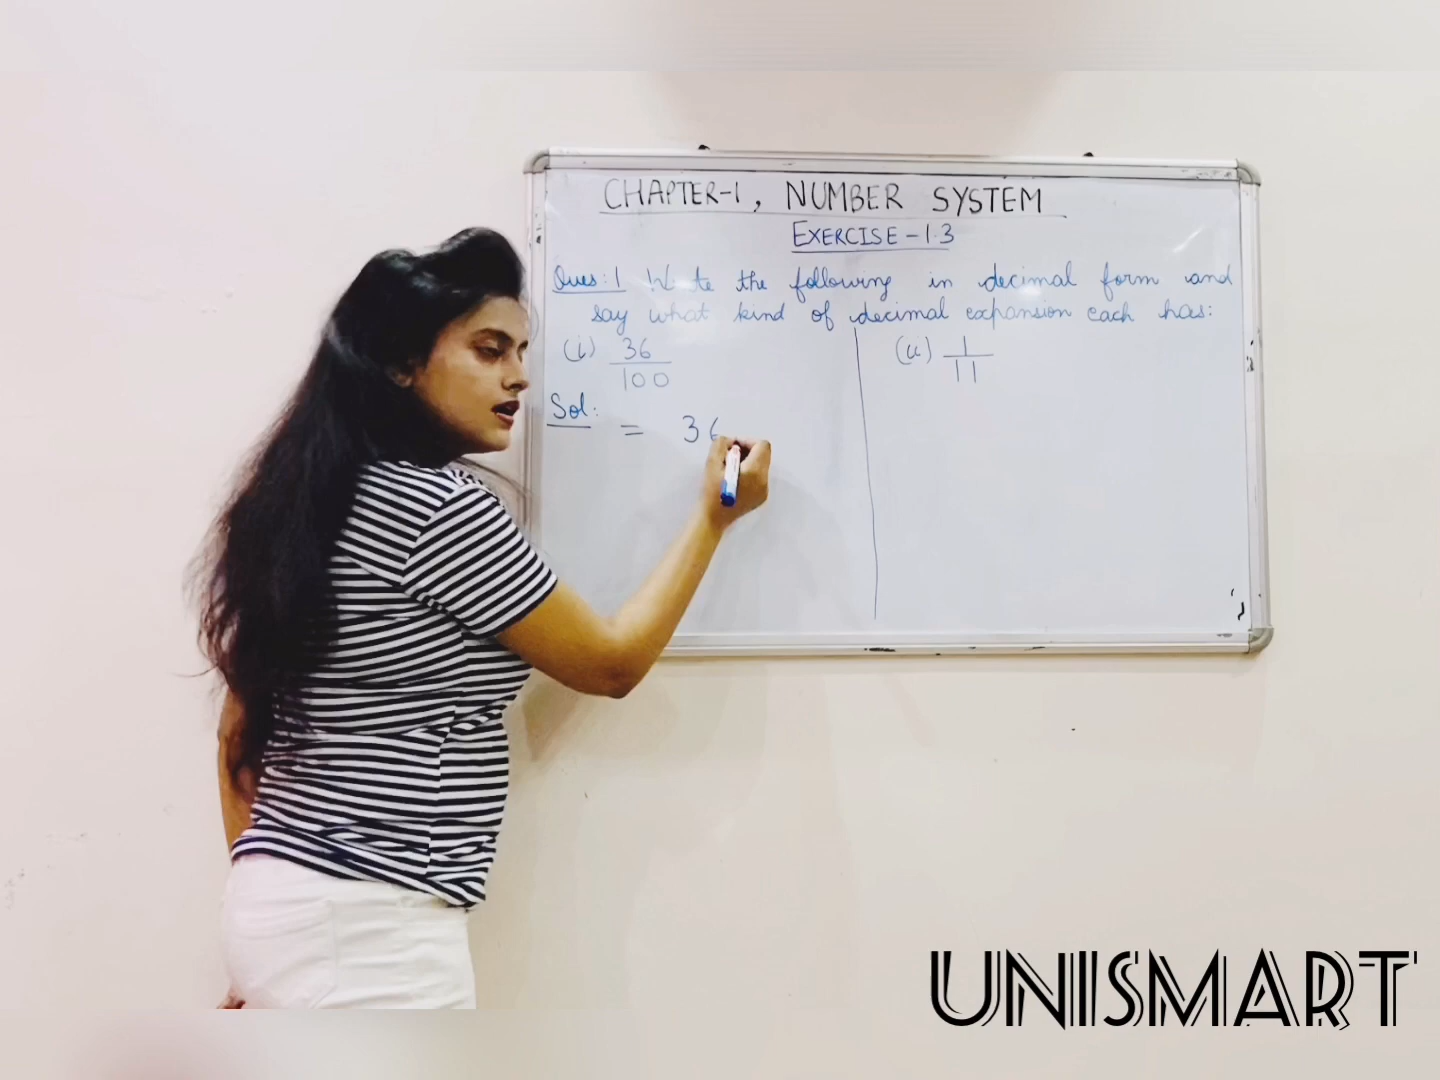 CHAPTER-1, NUMBER SYSTEM
EXERCISE-1.3
Ques:1 Write the following in decimal form and
say what kind of decimal expansion each has:
(i) 36/100
(ii) 1/11
Sol:
= 36
UNISMART